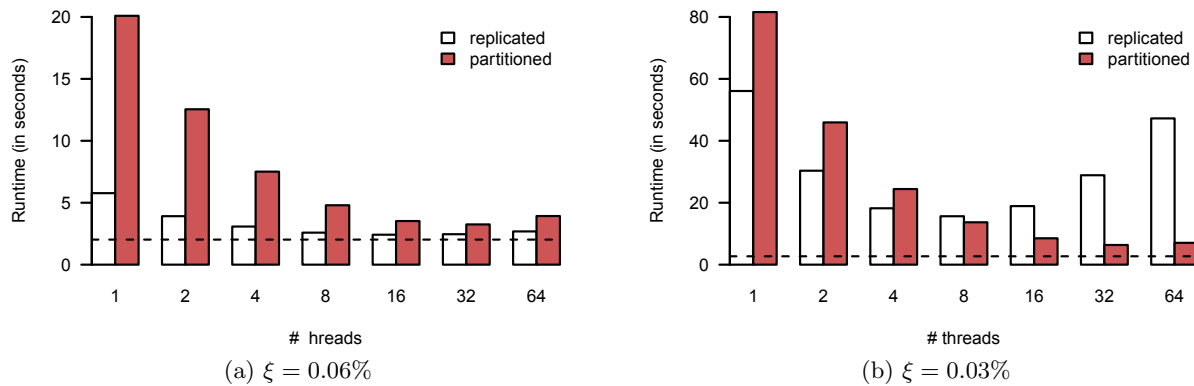 Runtime (in seconds)
20
15
10
5
0
replicated
partitioned
1 2 4 8 16 32 64
# hreads
(a) ξ = 0.06%
Runtime (in seconds)
80
60
40
20
0
replicated
partitioned
1 2 4 8 16 32 64
# threads
(b) ξ = 0.03%